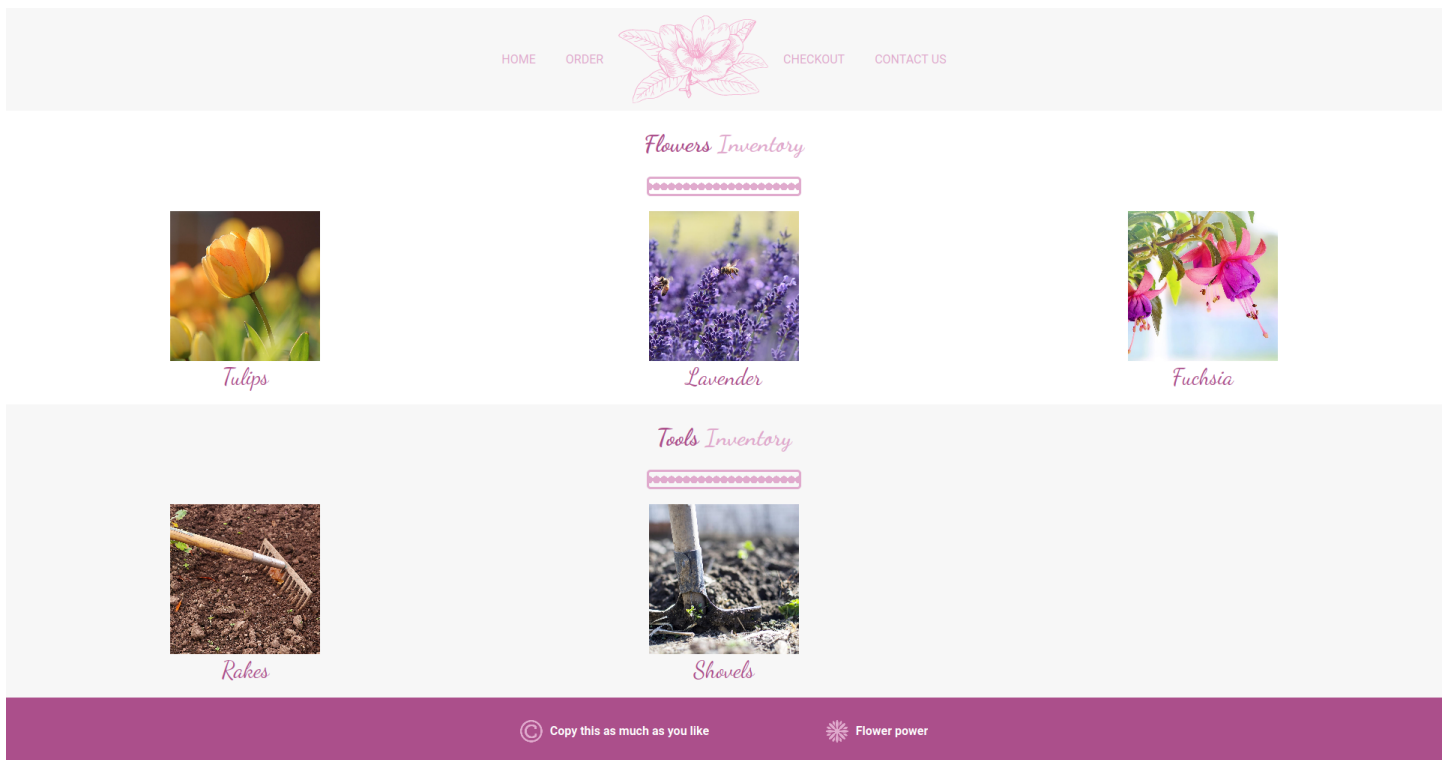 HOME ORDER CHECKOUT CONTACT US
Flowers Inventory
Tulips Lavender Fuchsia
Tools Inventory
Rakes Shovels
© Copy this as much as you like Flower power